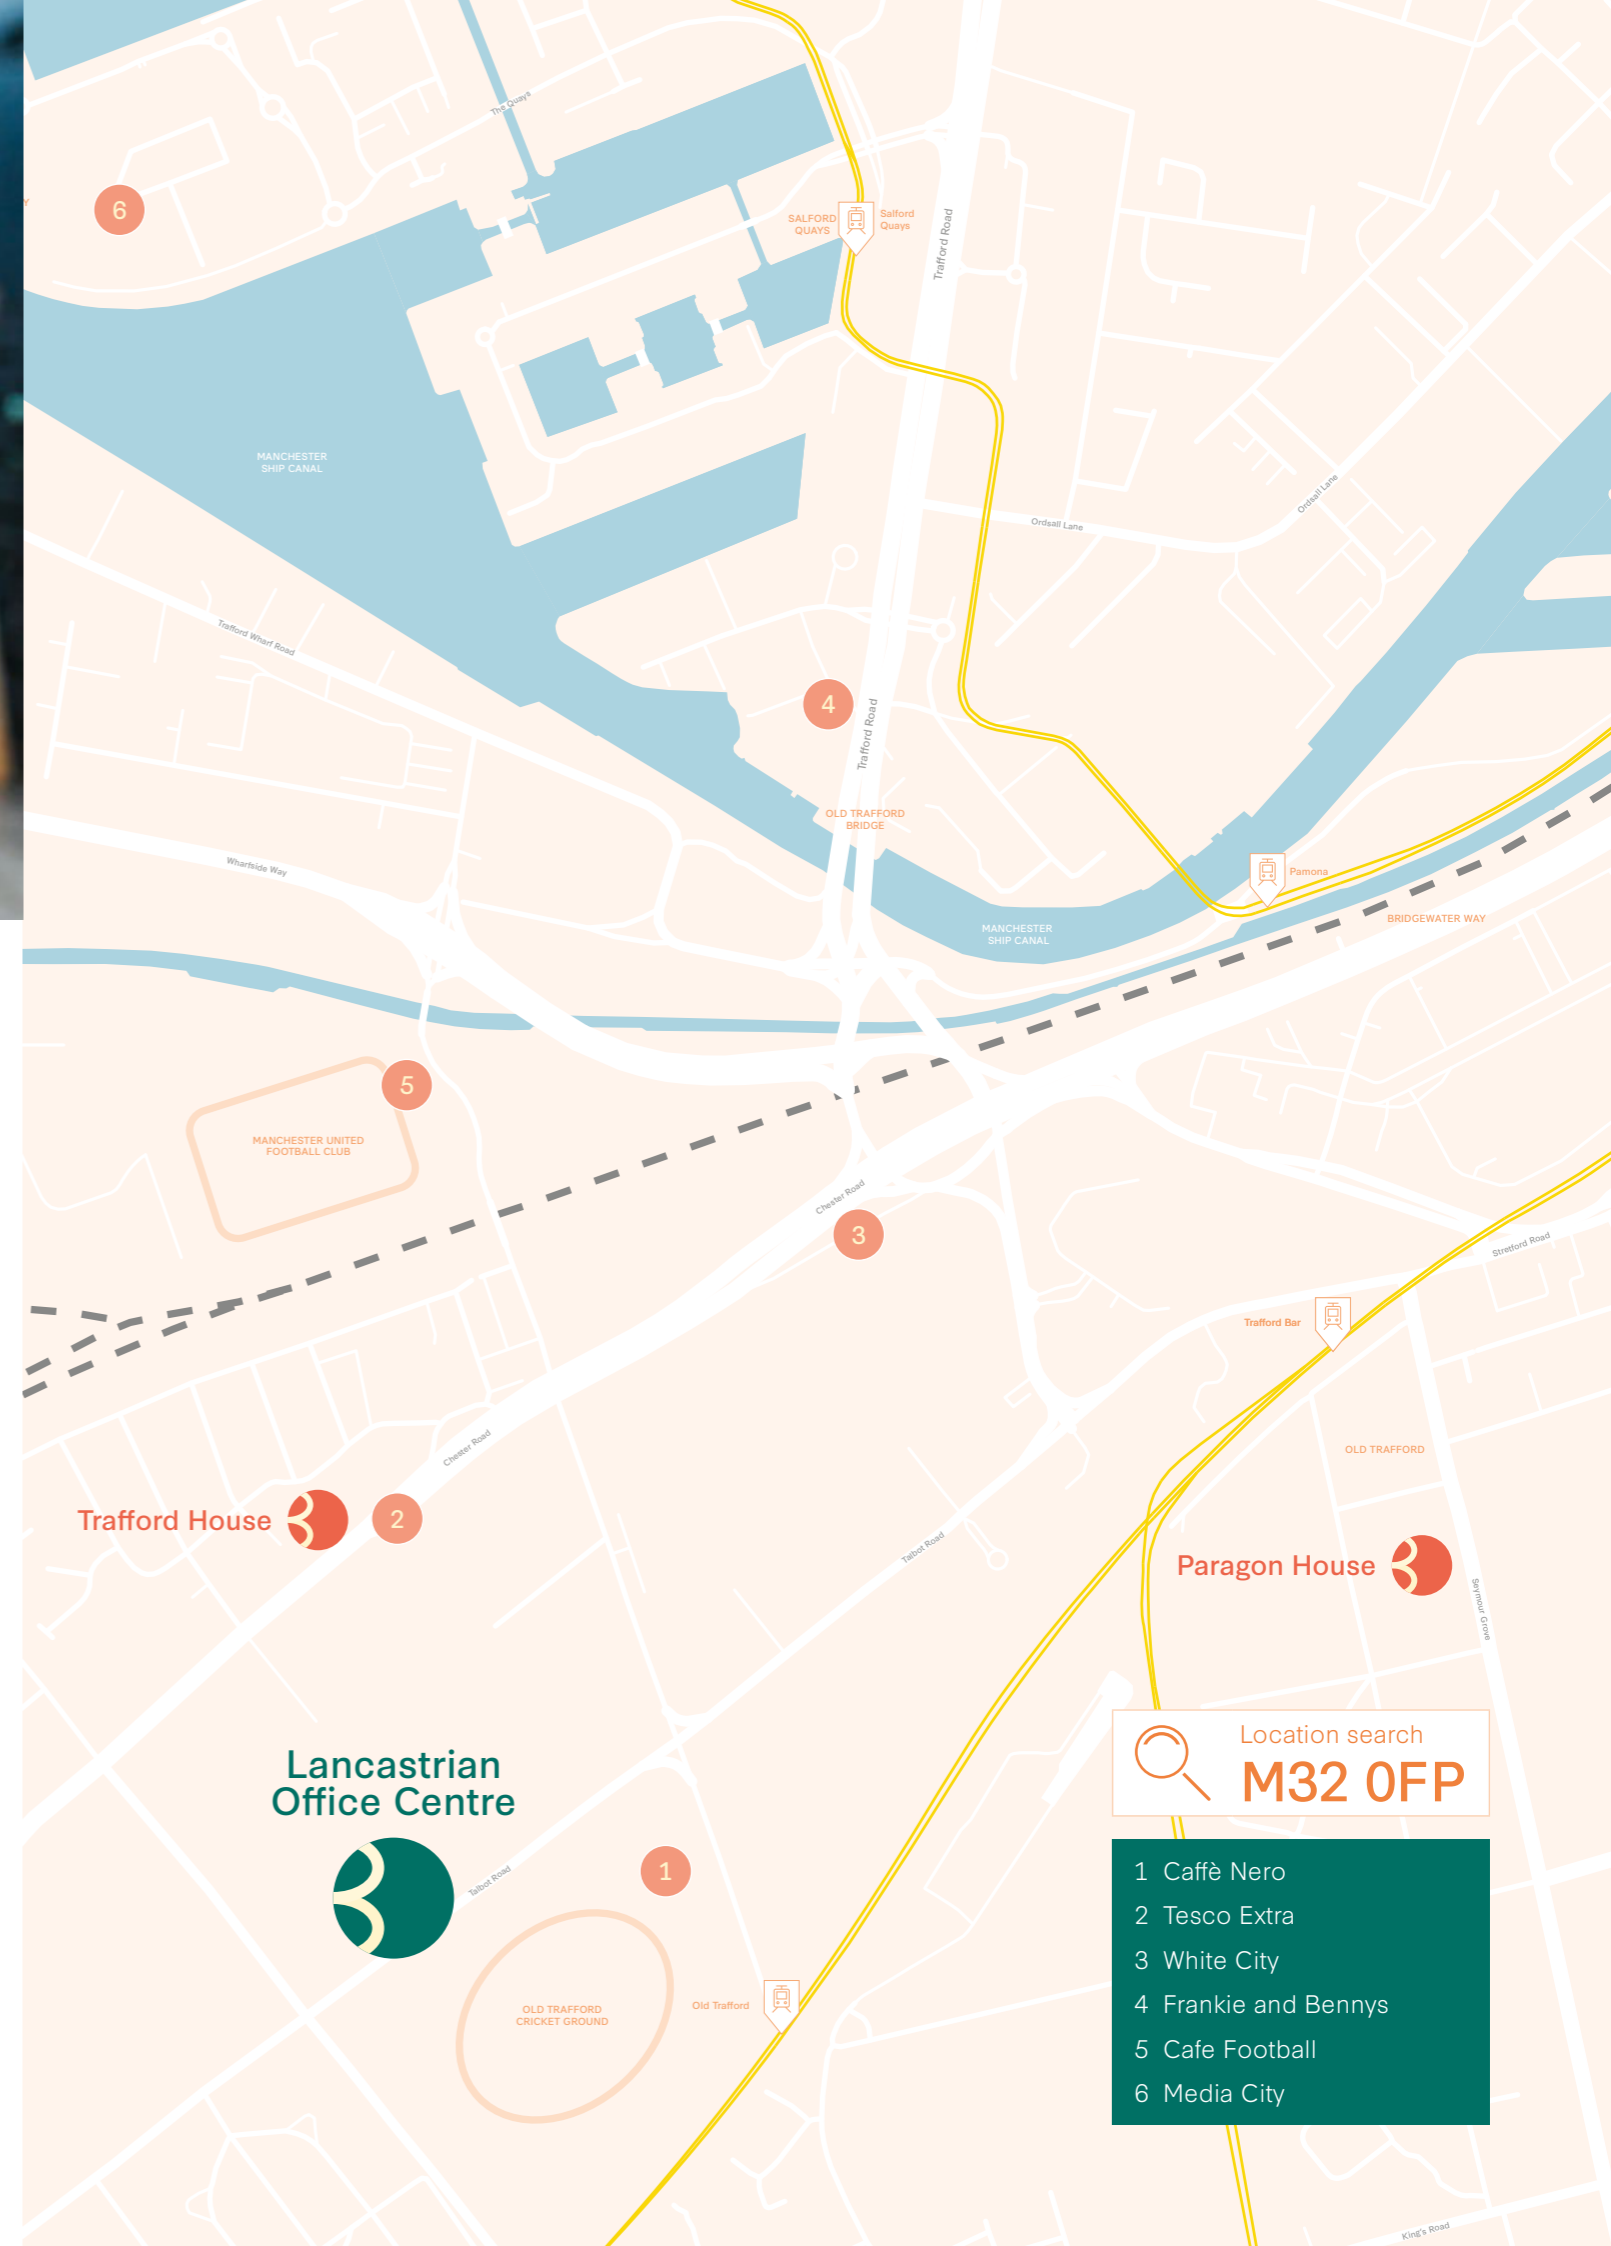 The Quays
Y
6
SALFORD
QUAYS
Salford
Quays
Trafford Road
MANCHESTER
SHIP CANAL
Ordsall Lane
Ordsall Lane
Trafford Wharf Road
4
Trafford Road
OLD TRAFFORD
BRIDGE
Wharfside Way
Pamona
MANCHESTER
SHIP CANAL
BRIDGEWATER WAY
5
MANCHESTER UNITED
FOOTBALL CLUB
Chester Road
3
Stretford Road
Trafford Bar
Chester Road
OLD TRAFFORD
Trafford House
2
Talbot Road
Paragon House
Seymour Grove
Lancastrian
Office Centre
Location search
M32 0FP
Talbot Road
1
OLD TRAFFORD
CRICKET GROUND
Old Trafford
1 Caffè Nero
2 Tesco Extra
3 White City
4 Frankie and Bennys
5 Cafe Football
6 Media City
King's Road